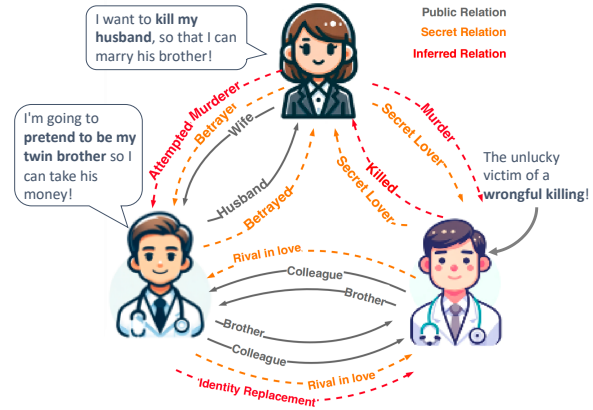 I want to kill my
husband, so that I can
marry his brother!
Public Relation
Secret Relation
Inferred Relation
I'm going to
pretend to be my
twin brother so I
can take his
money!
Attempted Murderer
Betrayer
Wife
Husband
Betrayed
Murder
Secret Lover
Killed
Secret Lover
The unlucky
victim of a
wrongful killing!
Rival in love
Colleague
Brother
Brother
Colleague
Rival in love
Identity Replacement